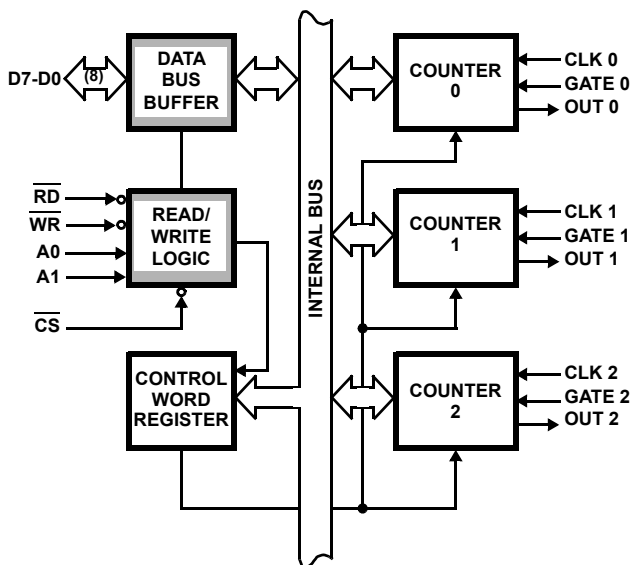 D7-D0
(8)
DATA
BUS
BUFFER
COUNTER
0
CLK 0
GATE 0
OUT 0
RD
WR
A0
A1
CS
READ/
WRITE
LOGIC
INTERNAL BUS
COUNTER
1
CLK 1
GATE 1
OUT 1
CONTROL
WORD
REGISTER
COUNTER
2
CLK 2
GATE 2
OUT 2